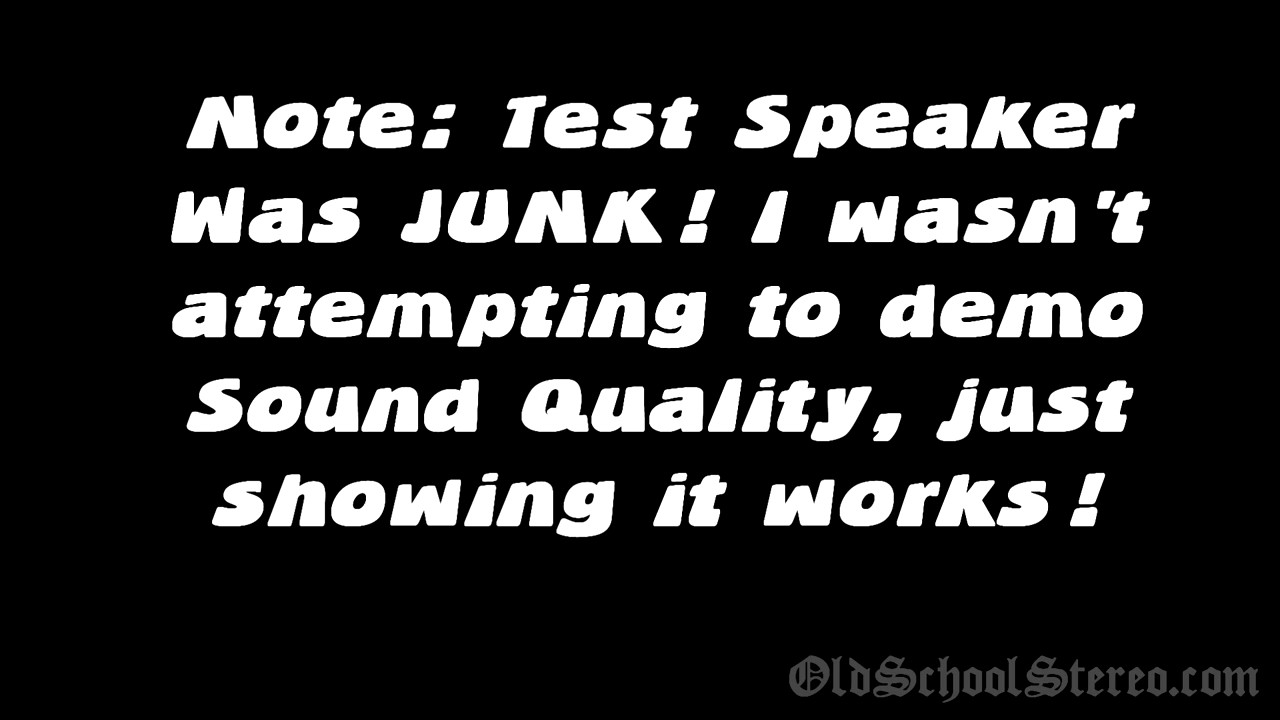 Note: Test Speaker
Was JUNK! I wasn't
attempting to demo
Sound Quality, just
showing it works!
OldSchoolStereo.com